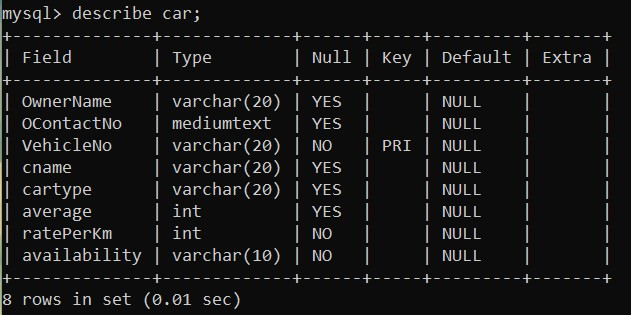 mysql> describe car;
+--------------+-------------+------+-----+---------+-------+
| Field        | Type        | Null | Key | Default | Extra |
+--------------+-------------+------+-----+---------+-------+
| OwnerName    | varchar(20) | YES  |     | NULL    |       |
| OContactNo   | mediumtext  | YES  |     | NULL    |       |
| VehicleNo    | varchar(20) | NO   | PRI | NULL    |       |
| cname        | varchar(20) | YES  |     | NULL    |       |
| cartype      | varchar(20) | YES  |     | NULL    |       |
| average      | int         | YES  |     | NULL    |       |
| ratePerKm    | int         | NO   |     | NULL    |       |
| availability | varchar(10) | NO   |     | NULL    |       |
+--------------+-------------+------+-----+---------+-------+
8 rows in set (0.01 sec)